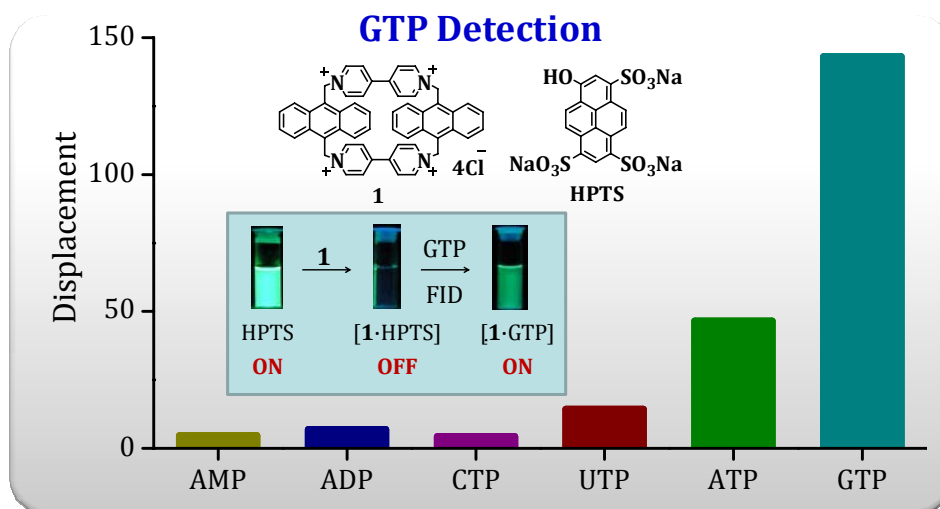 GTP Detection
150
100
50
0
Displacement
+N
N+
+N
N+
4Cl⁻
1
HO
SO₃Na
NaO₃S
SO₃Na
HPTS
1
GTP
FID
HPTS
[1·HPTS]
[1·GTP]
ON
OFF
ON
AMP
ADP
CTP
UTP
ATP
GTP